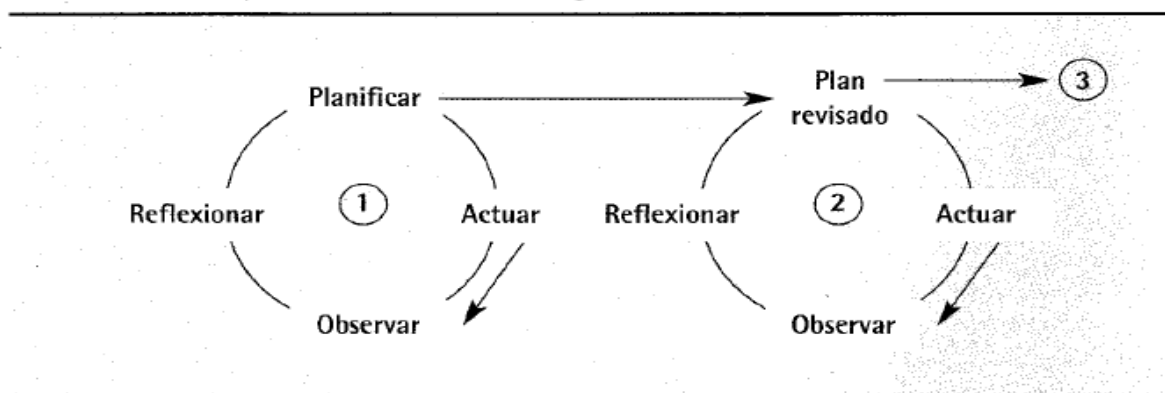 Planificar
Plan
revisado
3
Reflexionar
1
Actuar
Reflexionar
2
Actuar
Observar
Observar